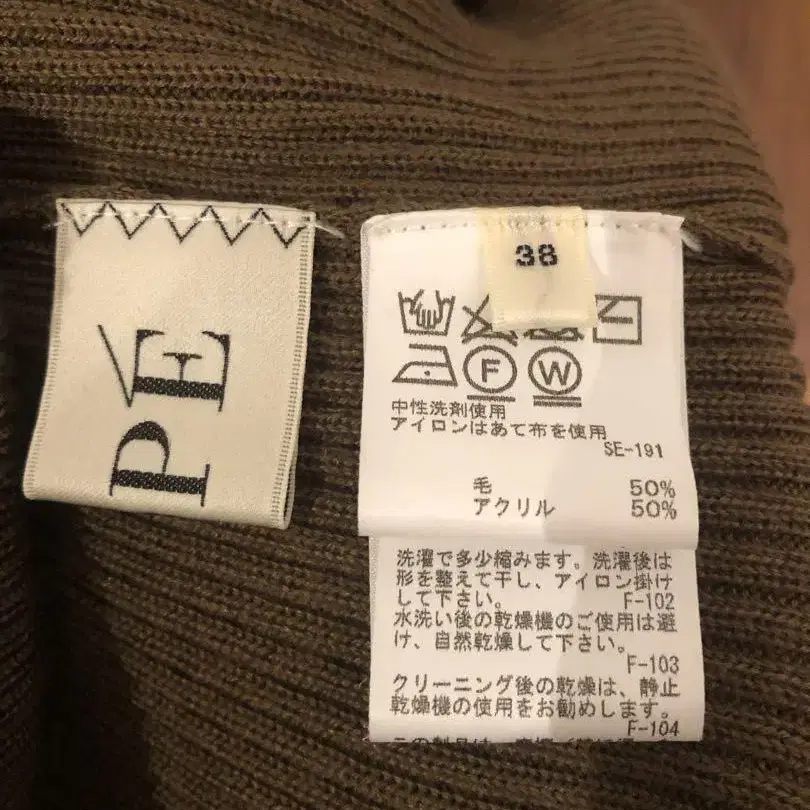 PE
38
F W
中性洗剤使用
アイロンはあて布を使用
SE-191
毛 50%
アクリル 50%
洗濯で多少縮みます。洗濯後は
形を整えて干し、アイロン掛け
して下さい。
F-102
水洗い後の乾燥機のご使用は避
け、自然乾燥して下さい。
F-103
クリーニング後の乾燥は、静止
乾燥機の使用をお勧めします。
F-104
この製品は、